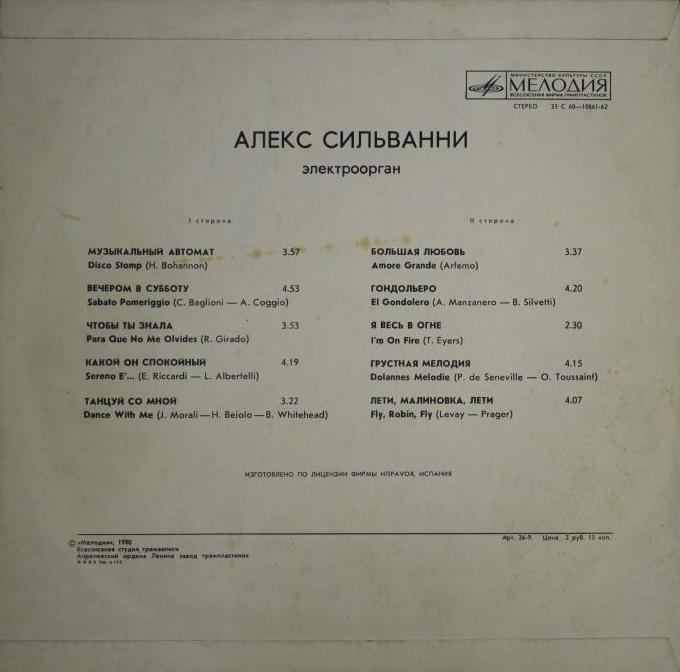 МИНИСТЕРСТВО КУЛЬТУРЫ СССР
МЕЛОДИЯ
ВСЕСОЮЗНАЯ ФИРМА ГРАМПЛАСТИНОК
СТЕРЕО 33 С 60—10861-62
АЛЕКС СИЛЬВАННИ
электроорган
I сторона
МУЗЫКАЛЬНЫЙ АВТОМАТ 3.57
Disco Stomp (H. Bohannon)
ВЕЧЕРОМ В СУББОТУ 4.53
Sabato Pomeriggio (C. Baglioni — A. Coggio)
ЧТОБЫ ТЫ ЗНАЛА 3.53
Para Que No Me Olvides (R. Girado)
КАКОЙ ОН СПОКОЙНЫЙ 4.19
Sereno E'... (E. Riccardi — L. Albertelli)
ТАНЦУЙ СО МНОЙ 3.22
Dance With Me (J. Morali — H. Beiolo — B. Whitehead)
II сторона
БОЛЬШАЯ ЛЮБОВЬ 3.37
Amore Grande (Arfemo)
ГОНДОЛЬЕРО 4.20
El Gondolero (A. Manzanero — B. Silvetti)
Я ВЕСЬ В ОГНЕ 2.30
I'm On Fire (T. Eyers)
ГРУСТНАЯ МЕЛОДИЯ 4.15
Dolannes Melodie (P. de Seneville — O. Toussaint)
ЛЕТИ, МАЛИНОВКА, ЛЕТИ 4.07
Fly, Robin, Fly (Levay — Prager)
ИЗГОТОВЛЕНО ПО ЛИЦЕНЗИИ ФИРМЫ HISPAVOX, ИСПАНИЯ
© «Мелодия», 1980
Всесоюзная студия грамзаписи
Апрелевский ордена Ленина завод грампластинок
Арт. 36-9. Цена 2 руб. 15 коп.